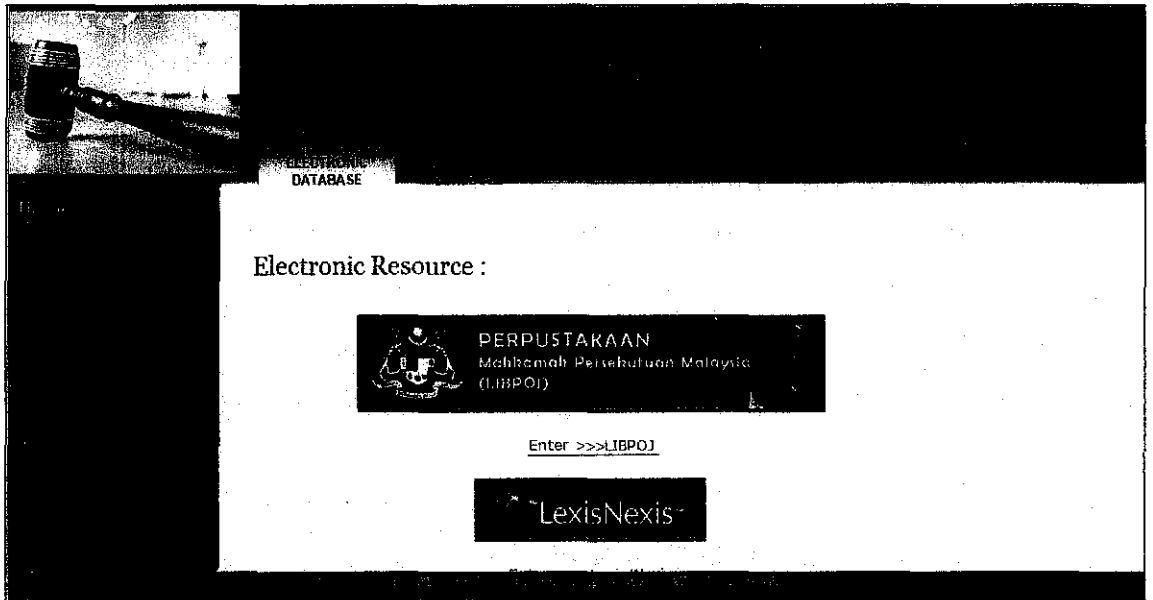 ELECTRONIC
DATABASE
Electronic Resource :
PERPUSTAKAAN
Mahkamah Persekutuan Malaysia
(LIBPOJ)
Enter >>>LIBPOJ
LexisNexis